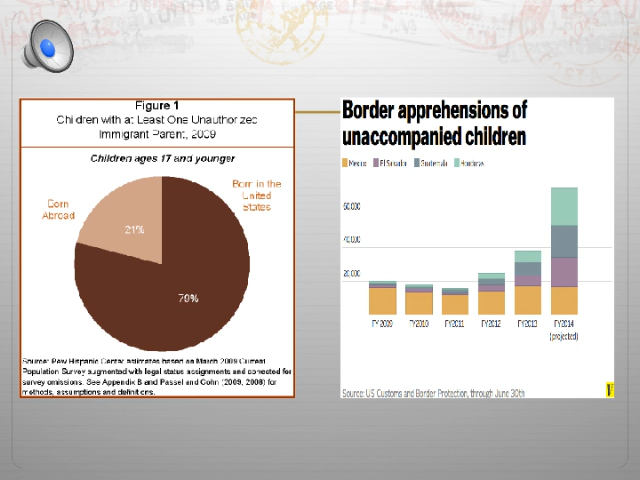 Figure 1
Children with at Least One Unauthorized
Immigrant Parent, 2009
Children ages 17 and younger
Born in the
United
States
Born
Abroad
21%
79%
Source: Pew Hispanic Center estimates based on March 2009 Current
Population Survey augmented with legal status assignments and corrected for
survey omissions. See Appendix B and Passel and Cohn (2009, 2008) for
methods, assumptions and definitions.
Border apprehensions of
unaccompanied children
Mexico El Salvador Guatemala Honduras
60,000
40,000
20,000
FY 2009 FY2010 FY2011 FY2012 FY2013 FY2014
(projected)
Source: US Customs and Border Protection, through June 30th